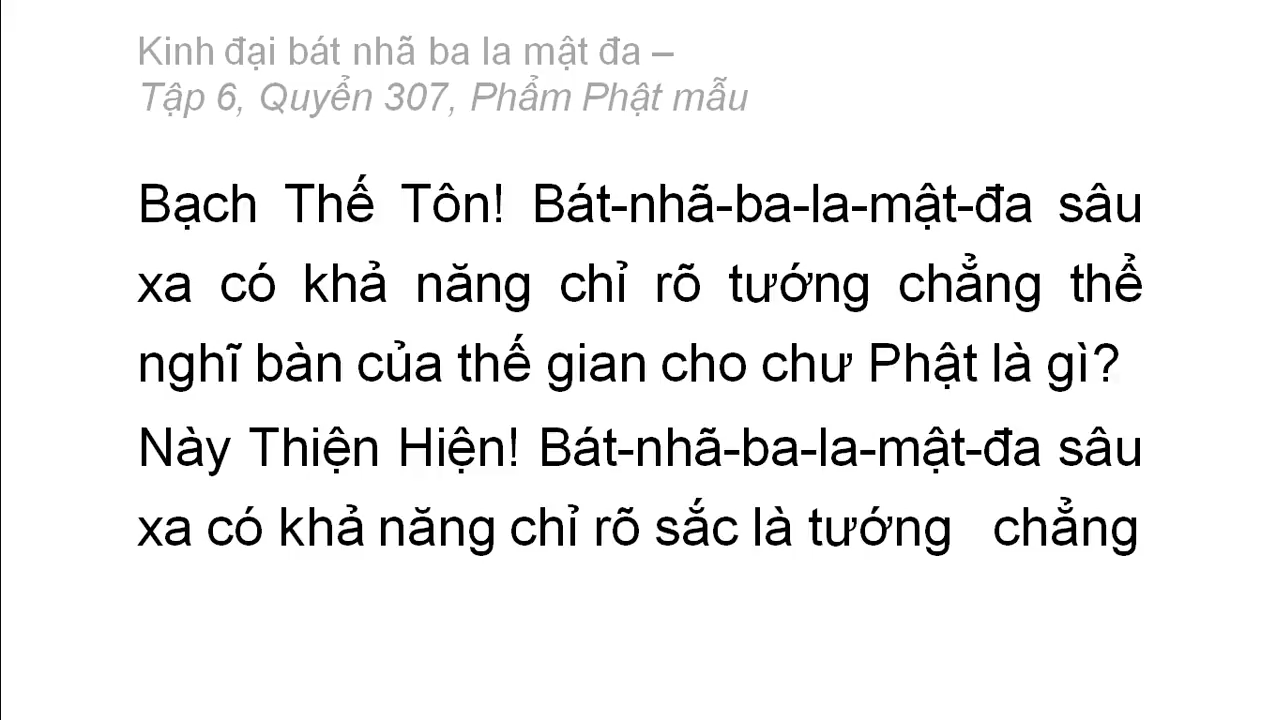 Kinh đại bát nhã ba la mật đa –
Tập 6, Quyển 307, Phẩm Phật mẫu
Bạch Thế Tôn! Bát-nhã-ba-la-mật-đa sâu
xa có khả năng chỉ rõ tướng chẳng thể
nghĩ bàn của thế gian cho chư Phật là gì?
Này Thiện Hiện! Bát-nhã-ba-la-mật-đa sâu
xa có khả năng chỉ rõ sắc là tướng chẳng